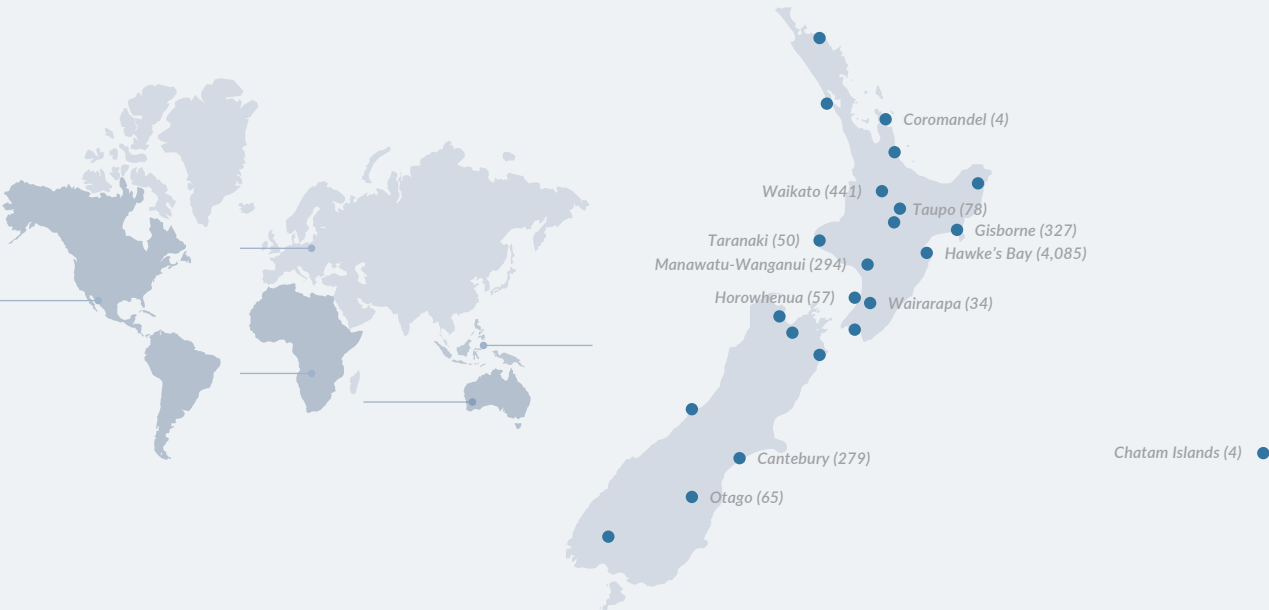 Coromandel (4)
Waikato (441)
Taupo (78)
Gisborne (327)
Taranaki (50)
Hawke's Bay (4,085)
Manawatu-Wanganui (294)
Horowhenua (57)
Wairarapa (34)
Chatam Islands (4)
Cantebury (279)
Otago (65)